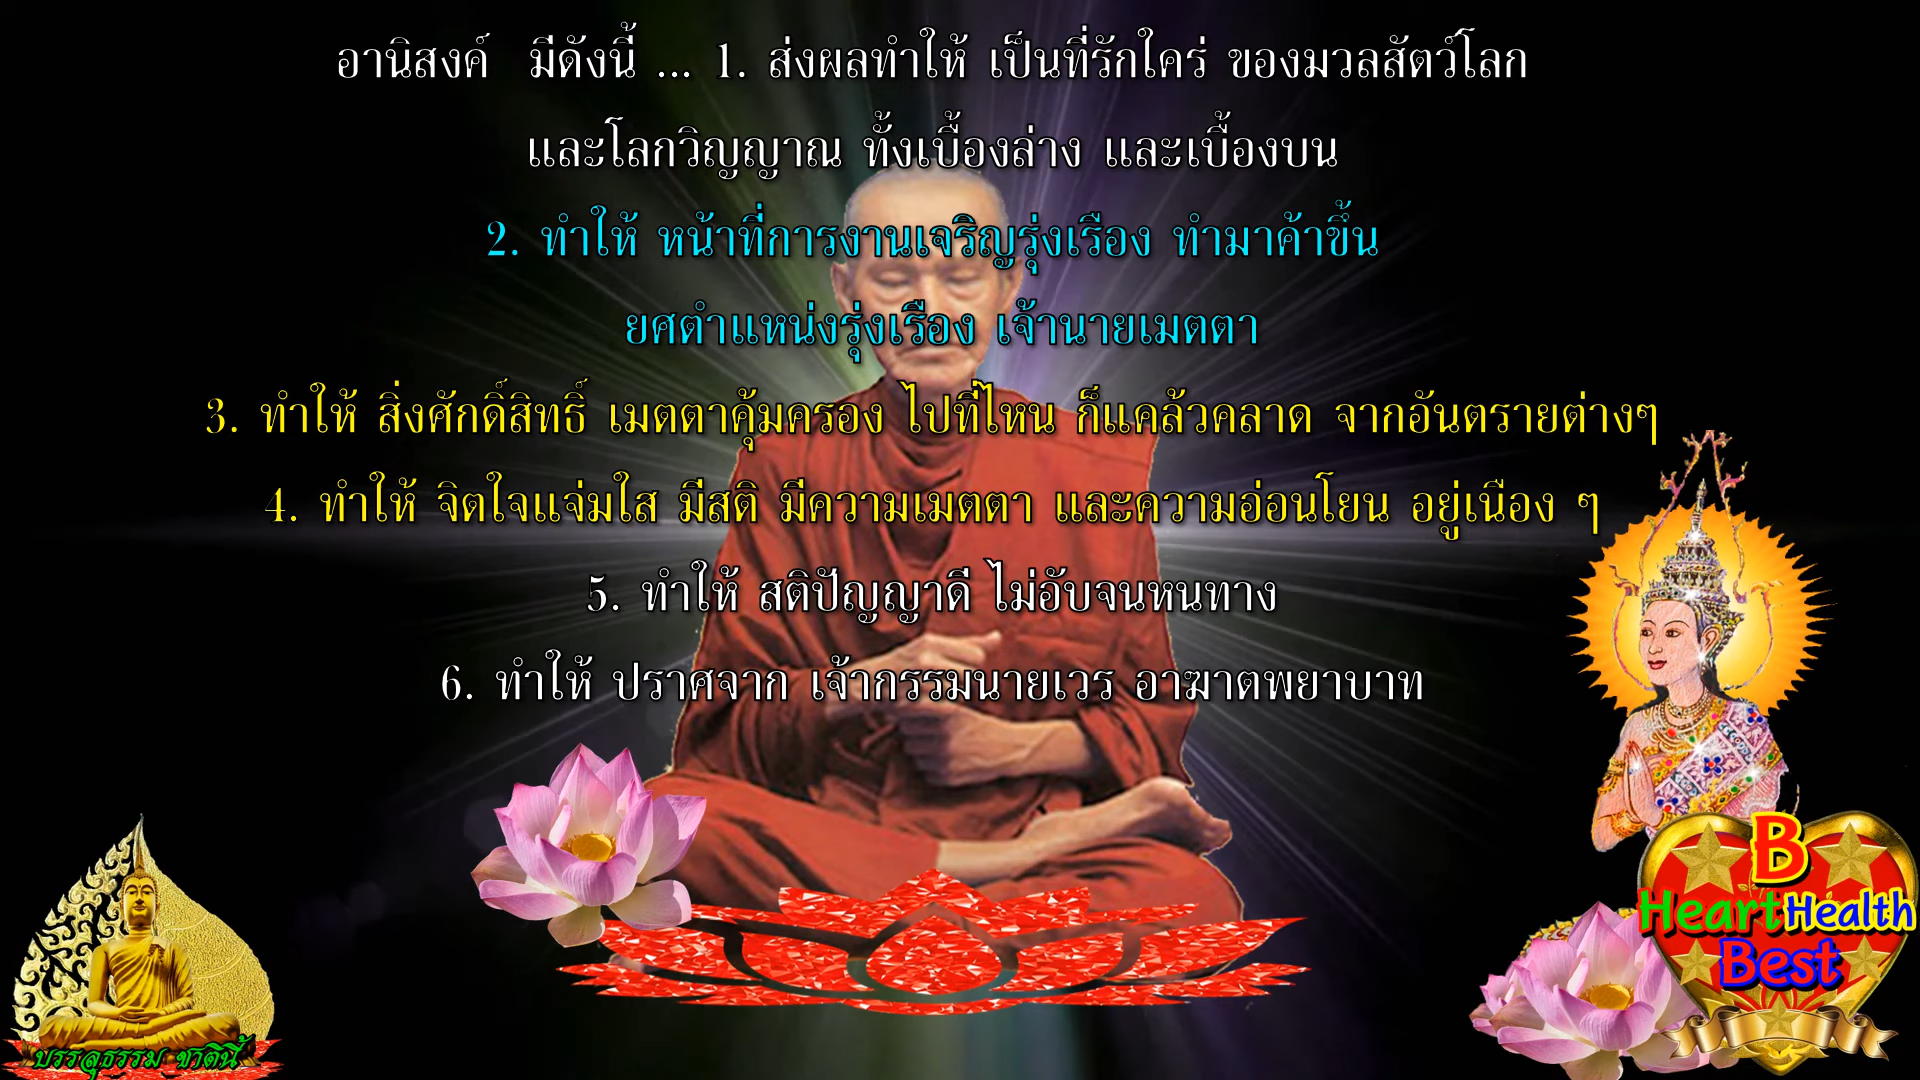 อานิสงค์ มีดังนี้ ... 1. ส่งผลทำให้ เป็นที่รักใคร่ ของมวลสัตว์โลก
และโลกวิญญาณ ทั้งเบื้องล่าง และเบื้องบน
2. ทำให้ หน้าที่การงานเจริญรุ่งเรือง ทำมาค้าขึ้น
ยศตำแหน่งรุ่งเรือง เจ้านายเมตตา
3. ทำให้ สิ่งศักดิ์สิทธิ์ เมตตาคุ้มครอง ไปที่ไหน ก็แคล้วคลาด จากอันตรายต่างๆ
4. ทำให้ จิตใจแจ่มใส มีสติ มีความเมตตา และความอ่อนโยน อยู่เนือง ๆ
5. ทำให้ สติปัญญาดี ไม่อับจนหนทาง
6. ทำให้ ปราศจาก เจ้ากรรมนายเวร อาฆาตพยาบาท
B
Heart Health
Best
บรรลุธรรม ชาตินี้